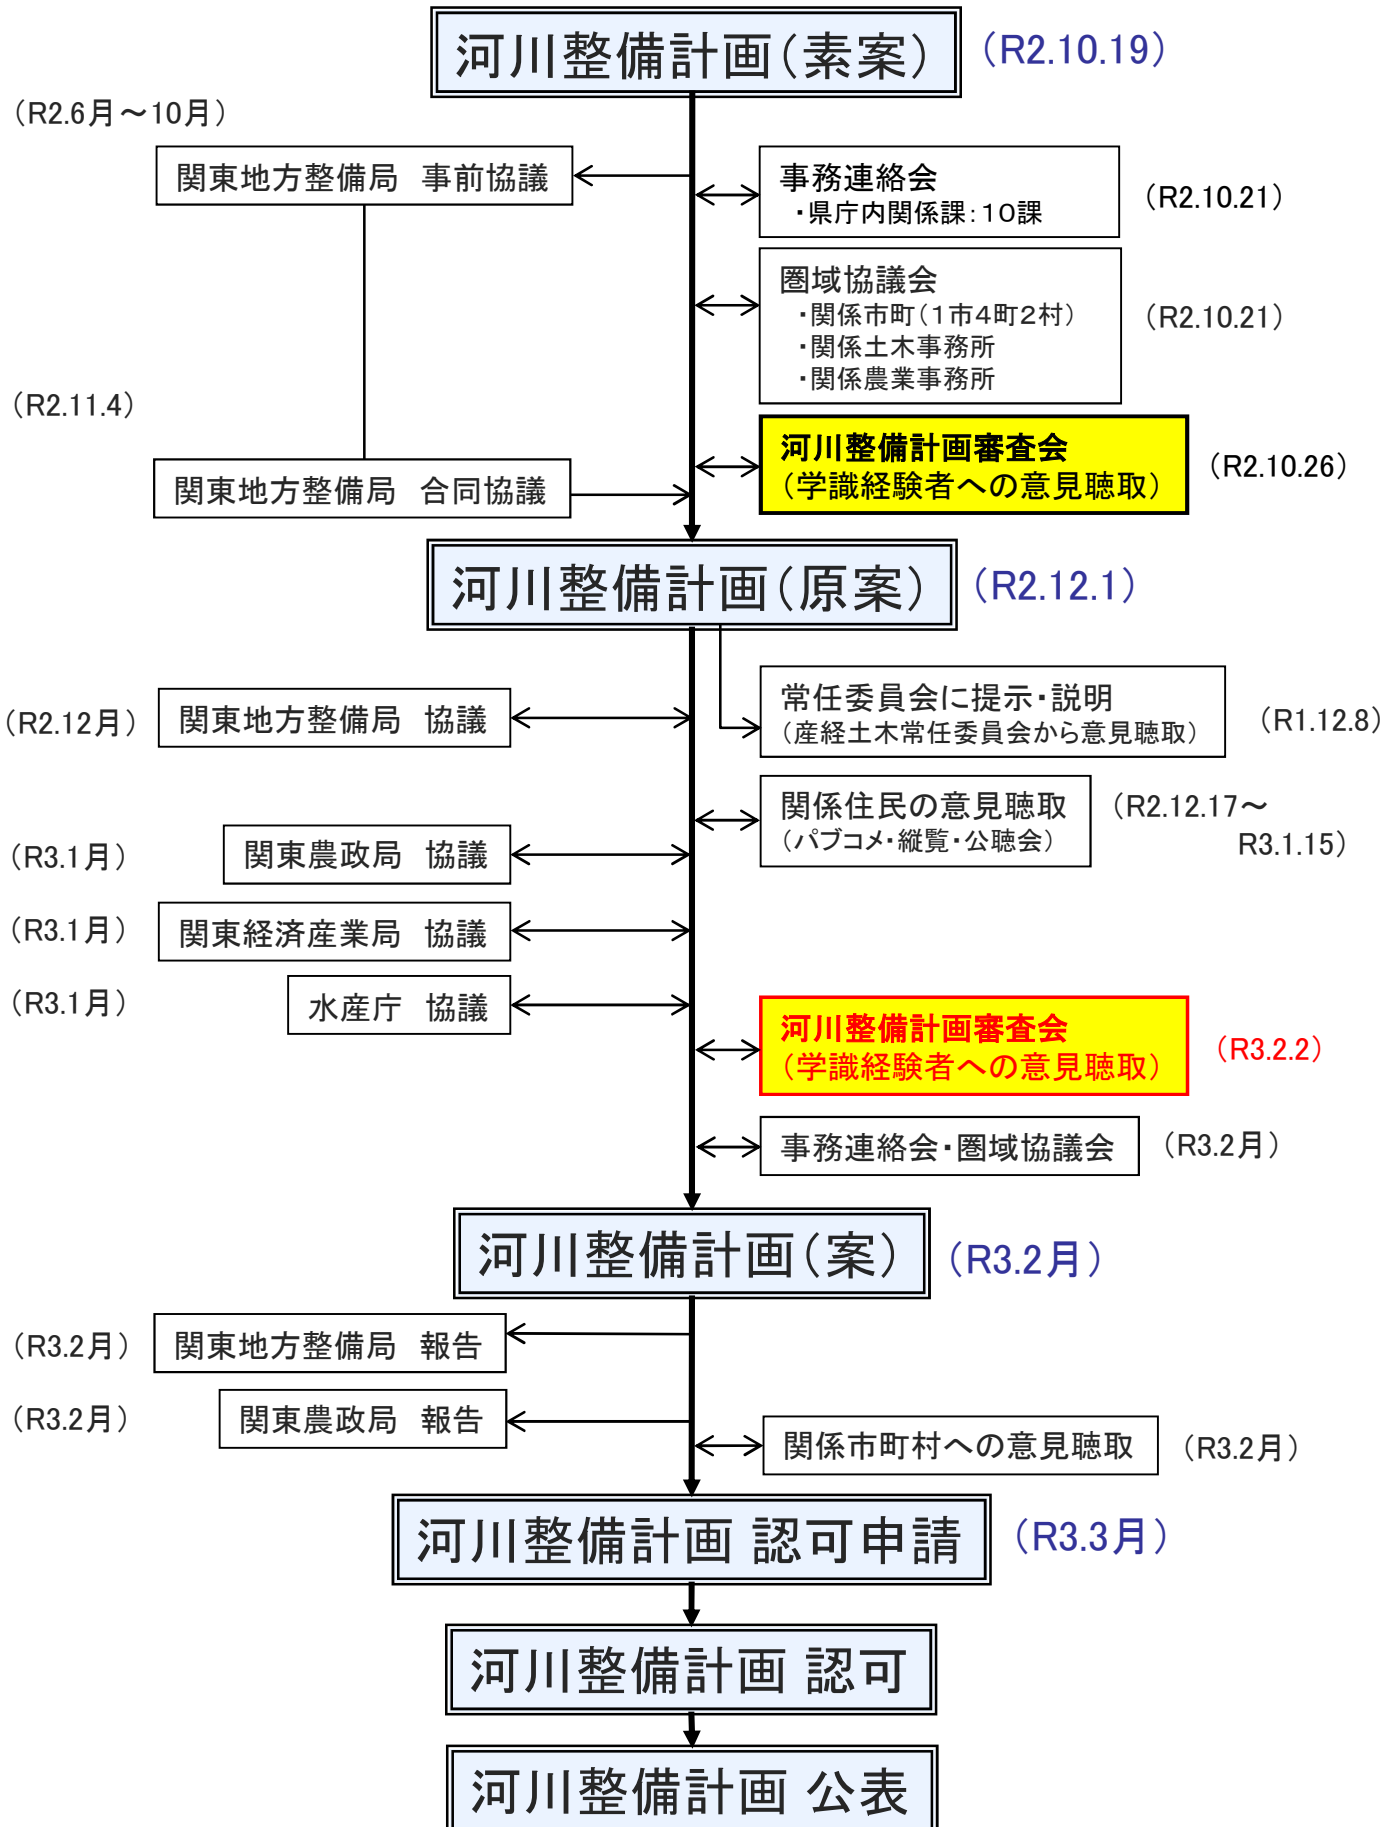 河川整備計画（素案）
（R2.10.19）
（R2.6月～10月）
関東地方整備局　事前協議
事務連絡会
・県庁内関係課：１０課
（R2.10.21）
圏域協議会
・関係市町（１市４町２村）
・関係土木事務所
・関係農業事務所
（R2.10.21）
（R2.11.4）
関東地方整備局　合同協議
河川整備計画審査会
（学識経験者への意見聴取）
（R2.10.26）
河川整備計画（原案）
（R2.12.1）
（R2.12月）
関東地方整備局　協議
常任委員会に提示・説明
（産経土木常任委員会から意見聴取）
（R1.12.8）
関係住民の意見聴取
（パブコメ・縦覧・公聴会）
（R2.12.17～
R3.1.15）
（R3.1月）
関東農政局　協議
（R3.1月）
関東経済産業局　協議
（R3.1月）
水産庁　協議
河川整備計画審査会
（学識経験者への意見聴取）
（R3.2.2）
事務連絡会・圏域協議会
（R3.2月）
河川整備計画（案）
（R3.2月）
（R3.2月）
関東地方整備局　報告
（R3.2月）
関東農政局　報告
関係市町村への意見聴取
（R3.2月）
河川整備計画 認可申請
（R3.3月）
河川整備計画 認可
河川整備計画 公表